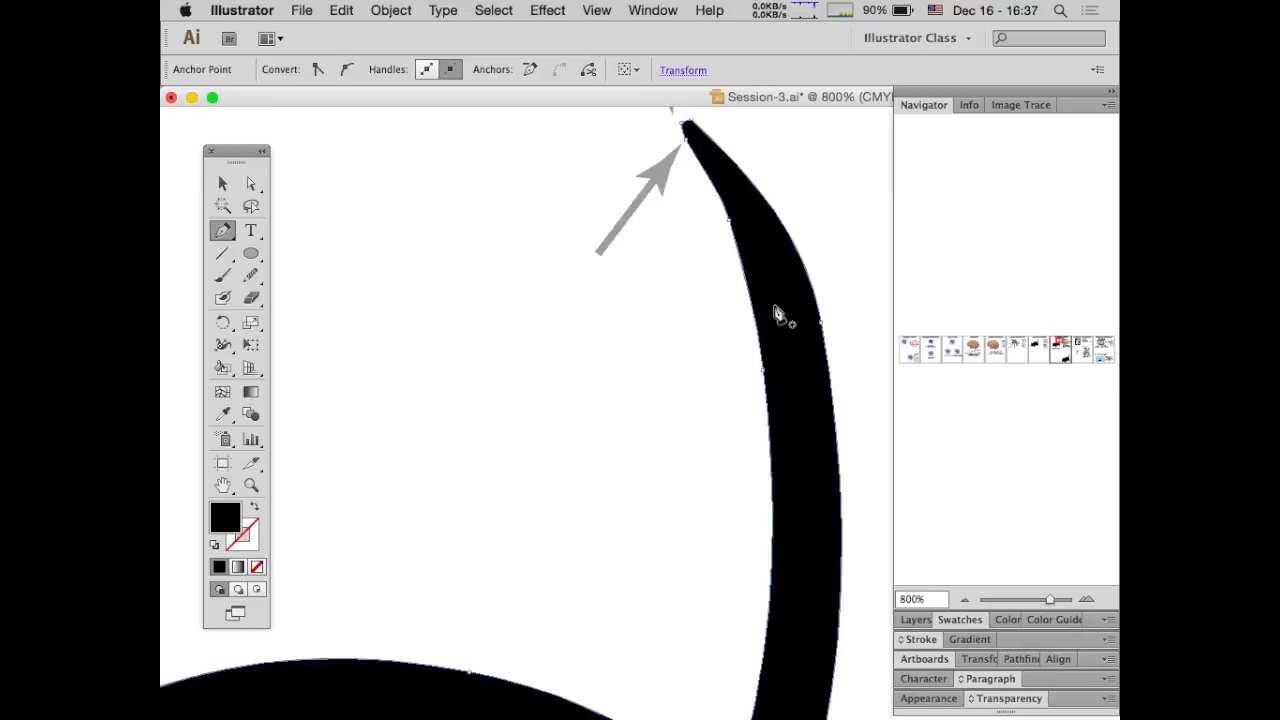 Illustrator File Edit Object Type Select Effect View Window Help 0.0KB/s 0.0KB/s 90% Dec 16 - 16:37
Ai Br Illustrator Class
Anchor Point Convert: Handles: Anchors: Transform
Session-3.ai* @ 800% (CMY
Navigator Info Image Trace
T
800%
Layers Swatches Color Color Guide
Stroke Gradient
Artboards Transfo Pathfin Align
Character Paragraph
Appearance Transparency